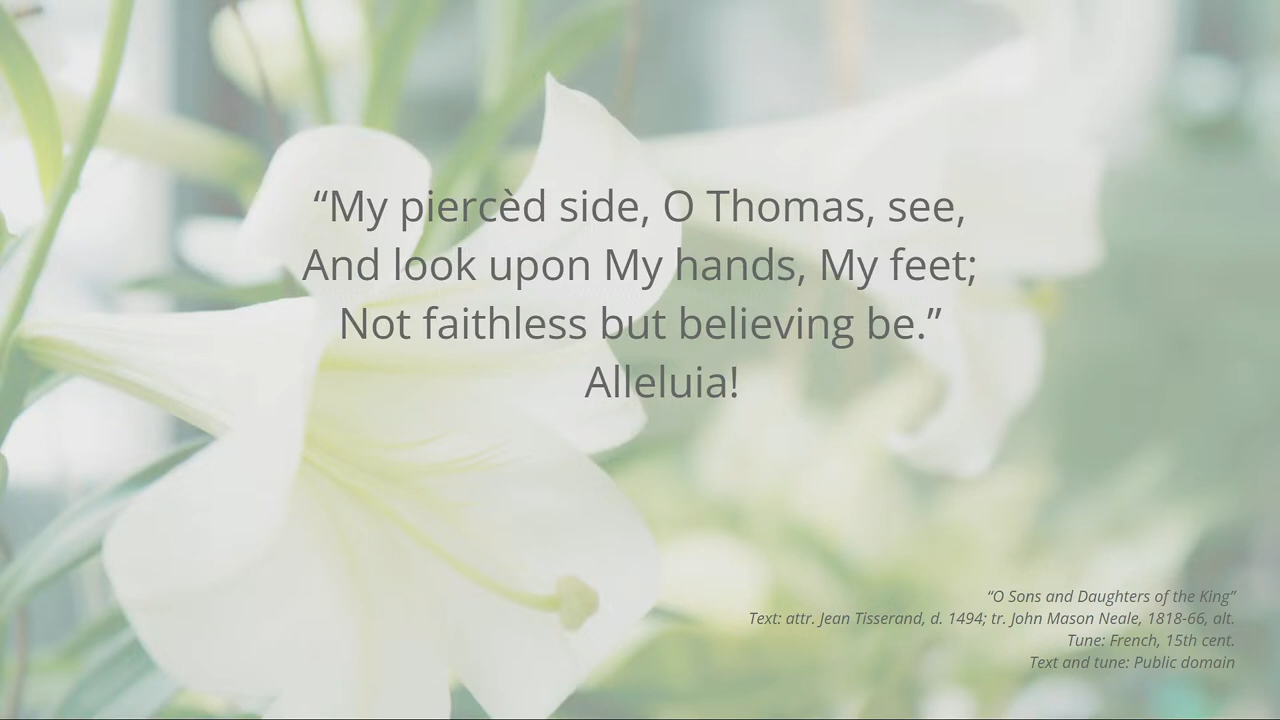 “My piercèd side, O Thomas, see,
And look upon My hands, My feet;
Not faithless but believing be.”
Alleluia!
“O Sons and Daughters of the King”
Text: attr. Jean Tisserand, d. 1494; tr. John Mason Neale, 1818-66, alt.
Tune: French, 15th cent.
Text and tune: Public domain